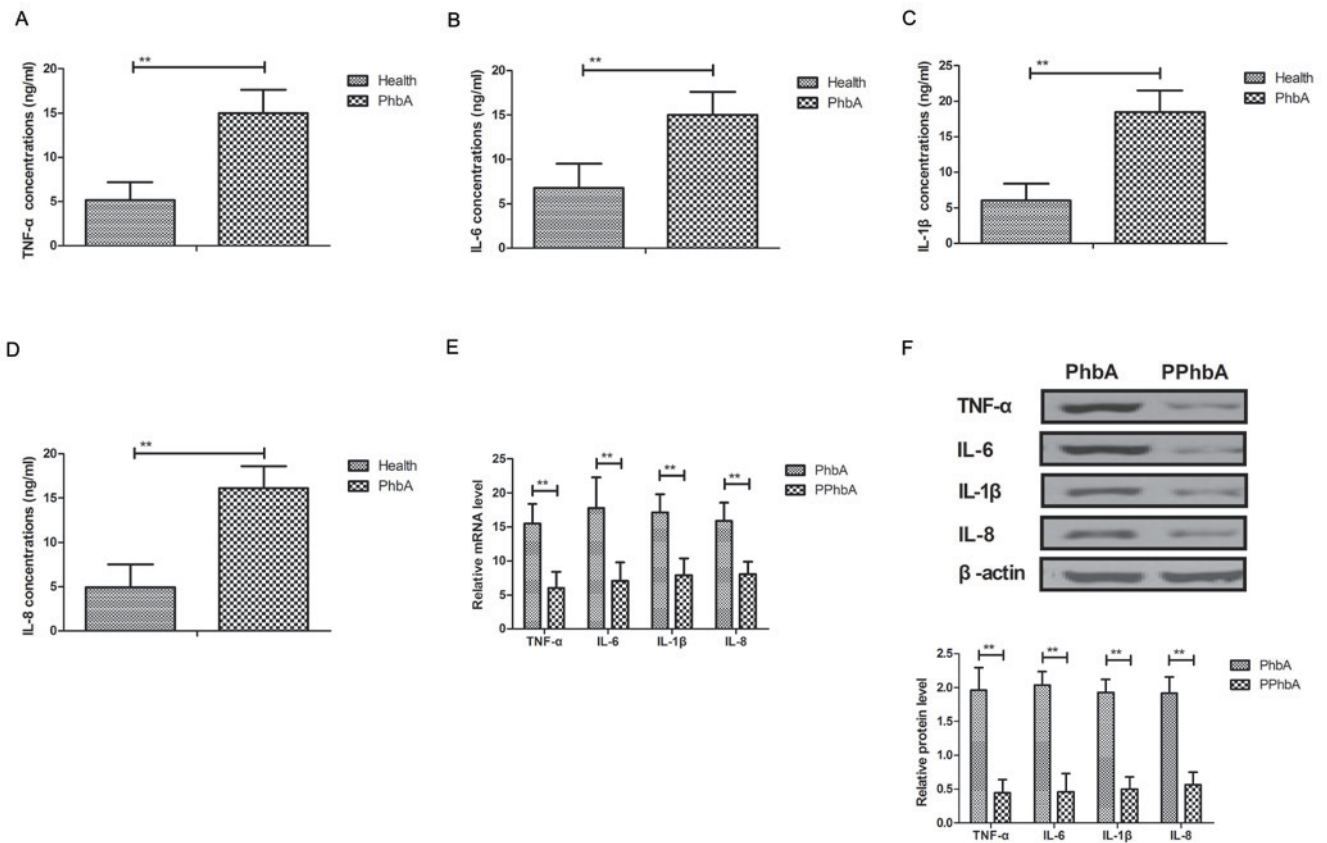 A
**
TNF-α concentrations (ng/ml)
20
15
10
5
0
Health
PhbA
B
**
IL-6 concentrations (ng/ml)
20
15
10
5
0
Health
PhbA
C
**
IL-1β concentrations (ng/ml)
25
20
15
10
5
0
Health
PhbA
D
**
IL-8 concentrations (ng/ml)
20
15
10
5
0
Health
PhbA
E
Relative mRNA level
25
20
15
10
5
0
** ** ** **
TNF-α IL-6 IL-1β IL-8
PhbA
PPhbA
F
PhbA PPhbA
TNF-α
IL-6
IL-1β
IL-8
β-actin
Relative protein level
2.5
2.0
1.5
1.0
0.5
0.0
** ** ** **
TNF-α IL-6 IL-1β IL-8
PhbA
PPhbA